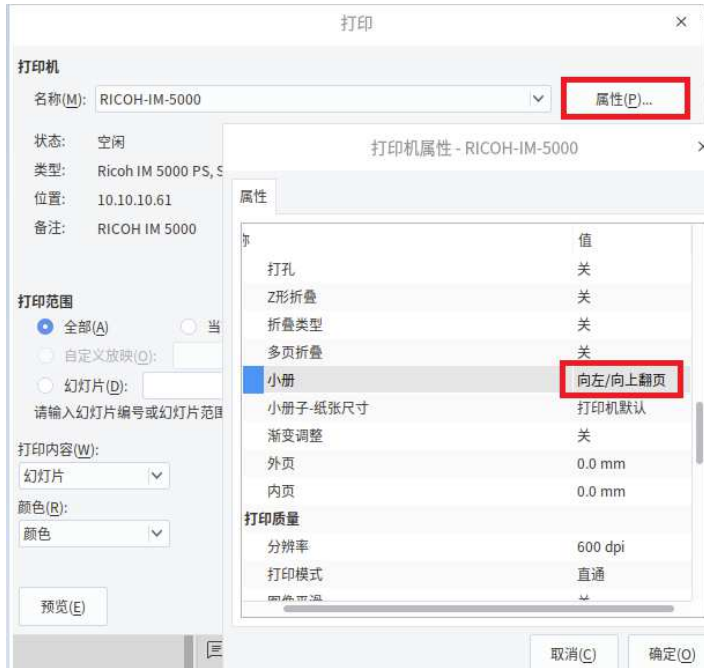 打印
打印机
名称(M): RICOH-IM-5000 属性(P)...
状态: 空闲
类型: Ricoh IM 5000 PS, S
位置: 10.10.10.61
备注: RICOH IM 5000
打印范围
全部(A) 当
自定义放映(O):
幻灯片(D):
请输入幻灯片编号或幻灯片范围
打印内容(W):
幻灯片
颜色(R):
颜色
预览(E)
打印机属性 - RICOH-IM-5000
属性
称 值
打孔 关
Z形折叠 关
折叠类型 关
多页折叠 关
小册 向左/向上翻页
小册子-纸张尺寸 打印机默认
渐变调整 关
外页 0.0 mm
内页 0.0 mm
打印质量
分辨率 600 dpi
打印模式 直通
图像平滑 关
取消(C) 确定(O)